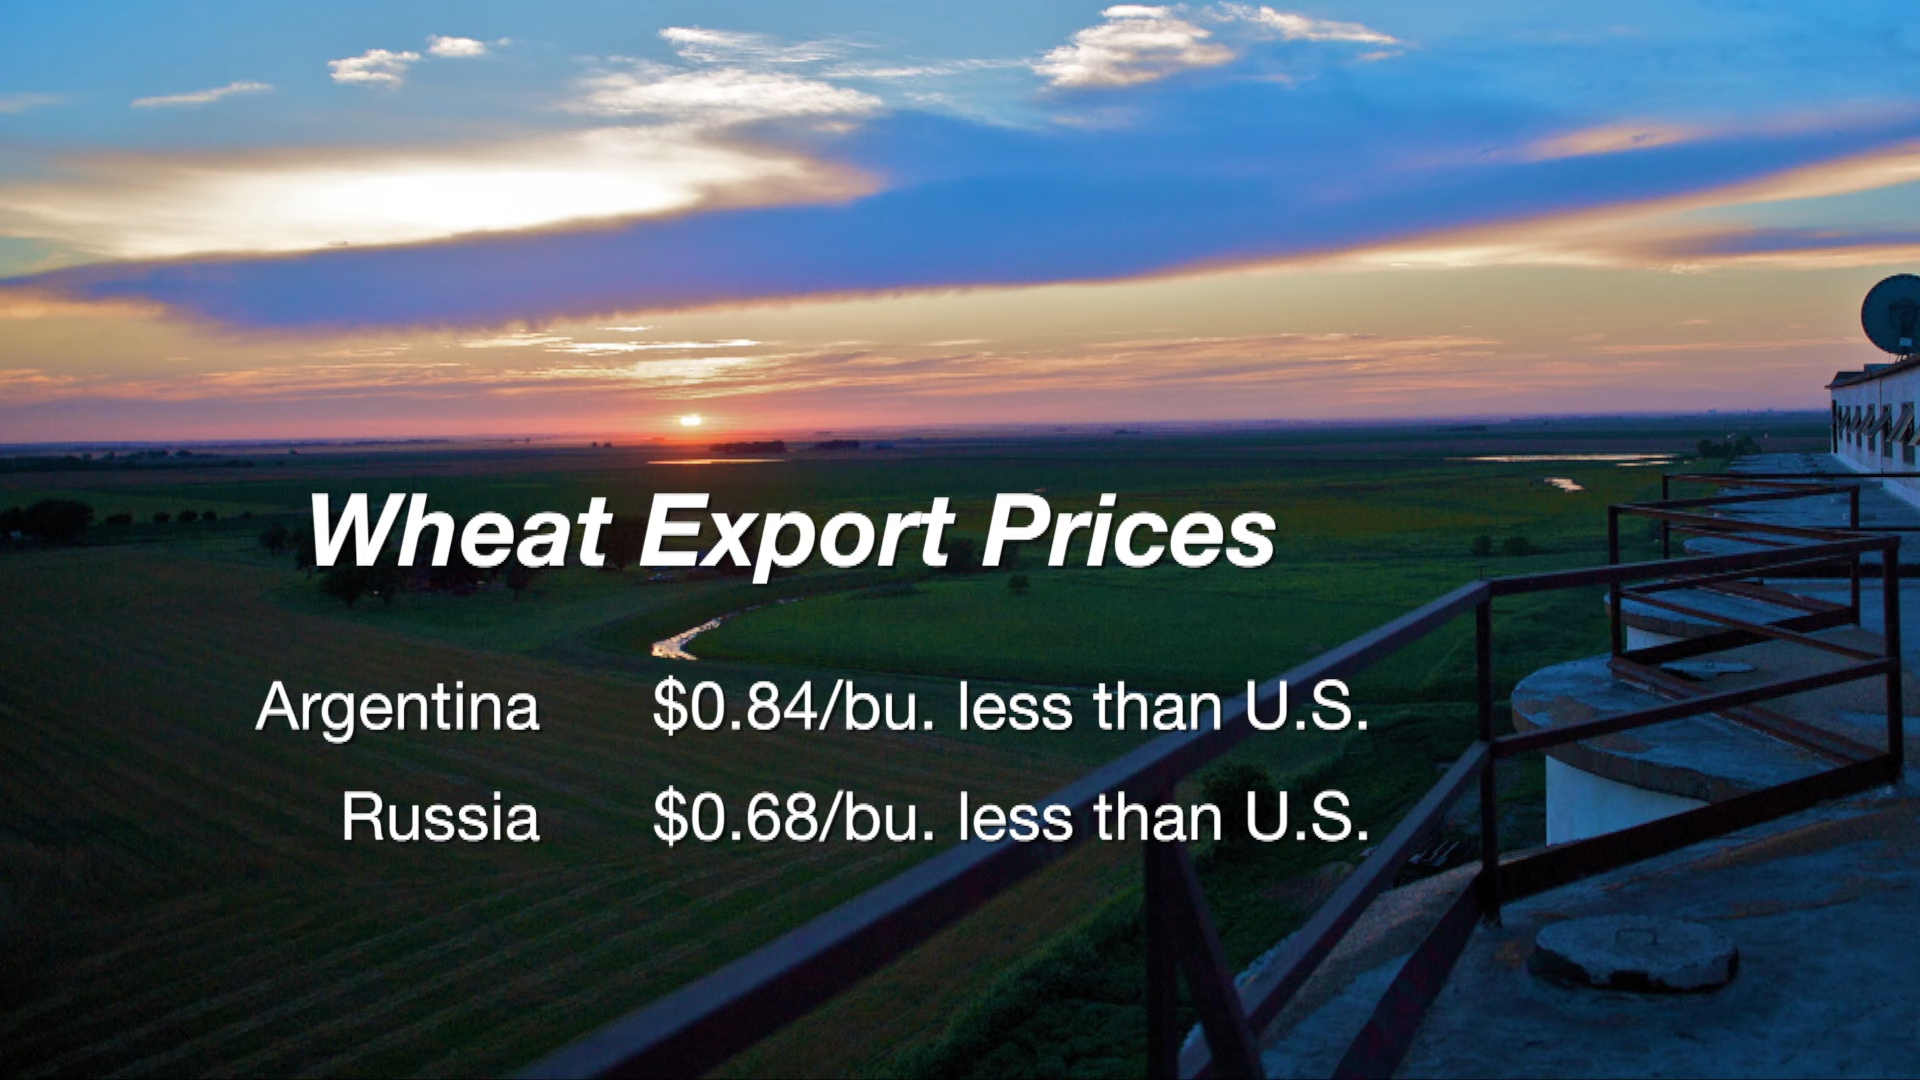 Wheat Export Prices
Argentina $0.84/bu. less than U.S.
Russia $0.68/bu. less than U.S.